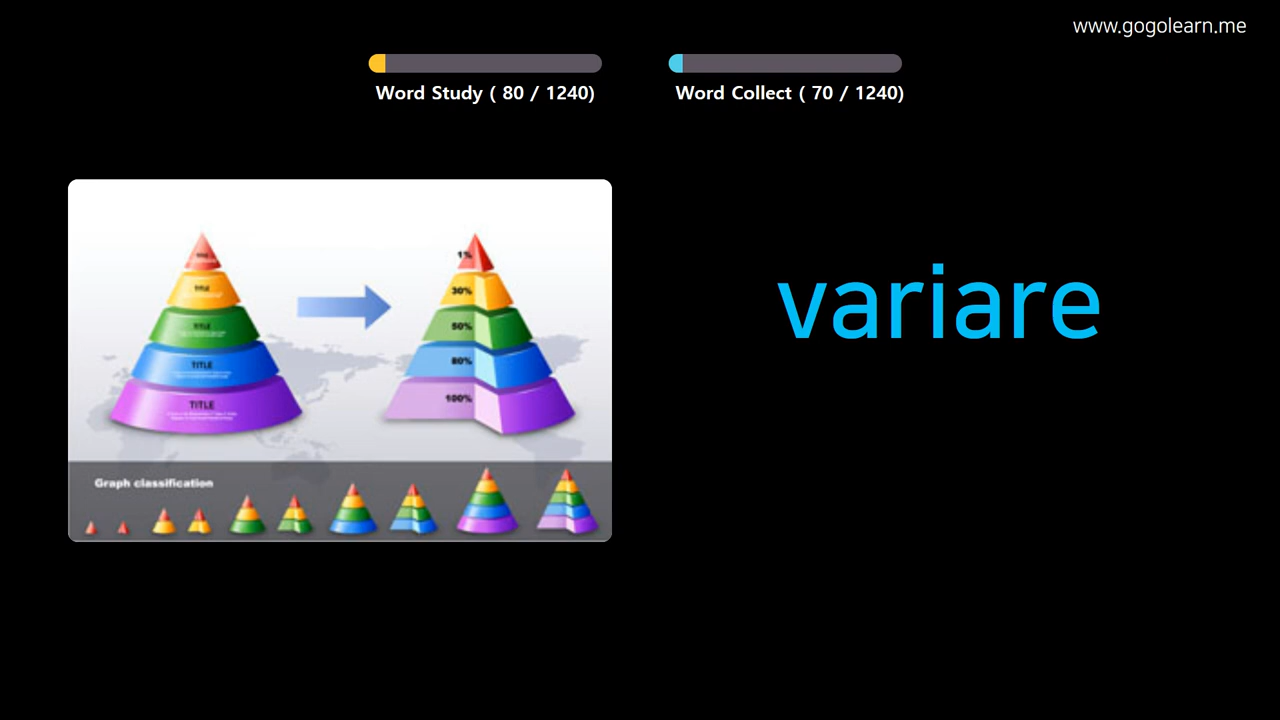 www.gogolearn.me
Word Study ( 80 / 1240)
Word Collect ( 70 / 1240)
variare
TITLE
TITLE
TITLE
TITLE
1%
30%
50%
80%
100%
Graph classification